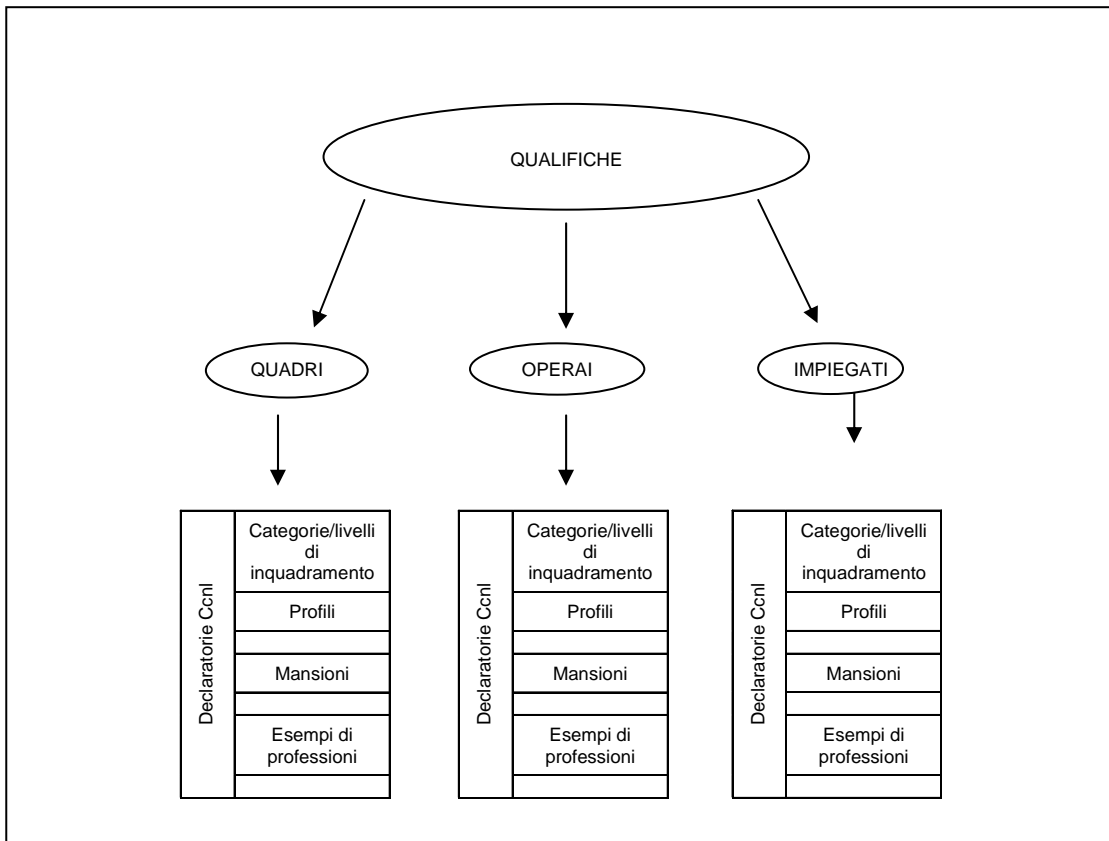 QUALIFICHE
QUADRI
OPERAI
IMPIEGATI
Declaratorie Ccnl
Categorie/livelli
di
inquadramento
Profili
Mansioni
Esempi di
professioni
Declaratorie Ccnl
Categorie/livelli
di
inquadramento
Profili
Mansioni
Esempi di
professioni
Declaratorie Ccnl
Categorie/livelli
di
inquadramento
Profili
Mansioni
Esempi di
professioni